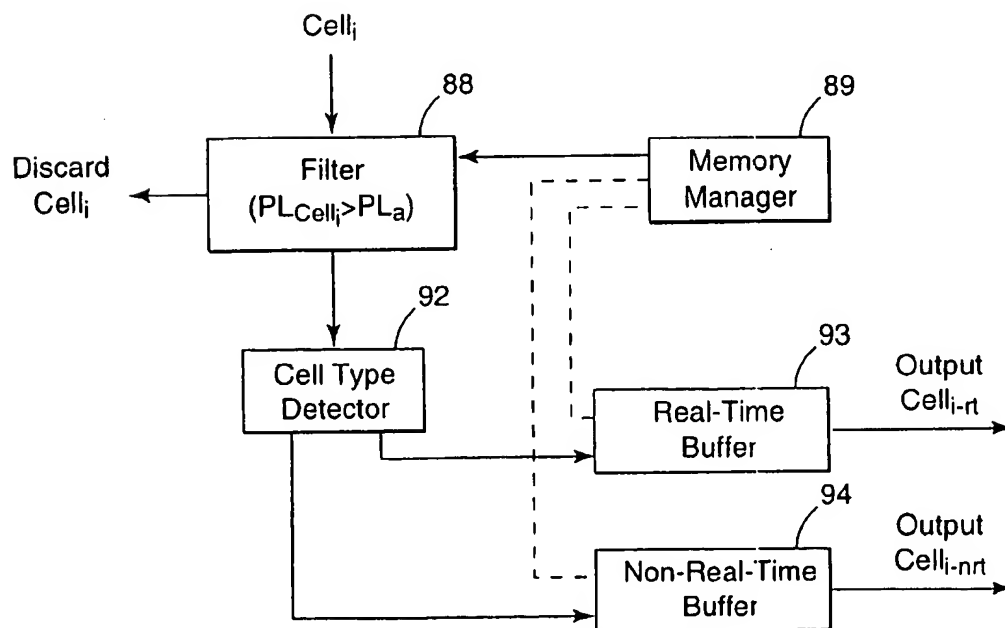 Cell_i
88
89
Discard
Cell_i
Filter
(PL_Cell_i>PL_a)
Memory
Manager
92
Cell Type
Detector
93
Real-Time
Buffer
Output
Cell_i-rt
94
Non-Real-Time
Buffer
Output
Cell_i-nrt